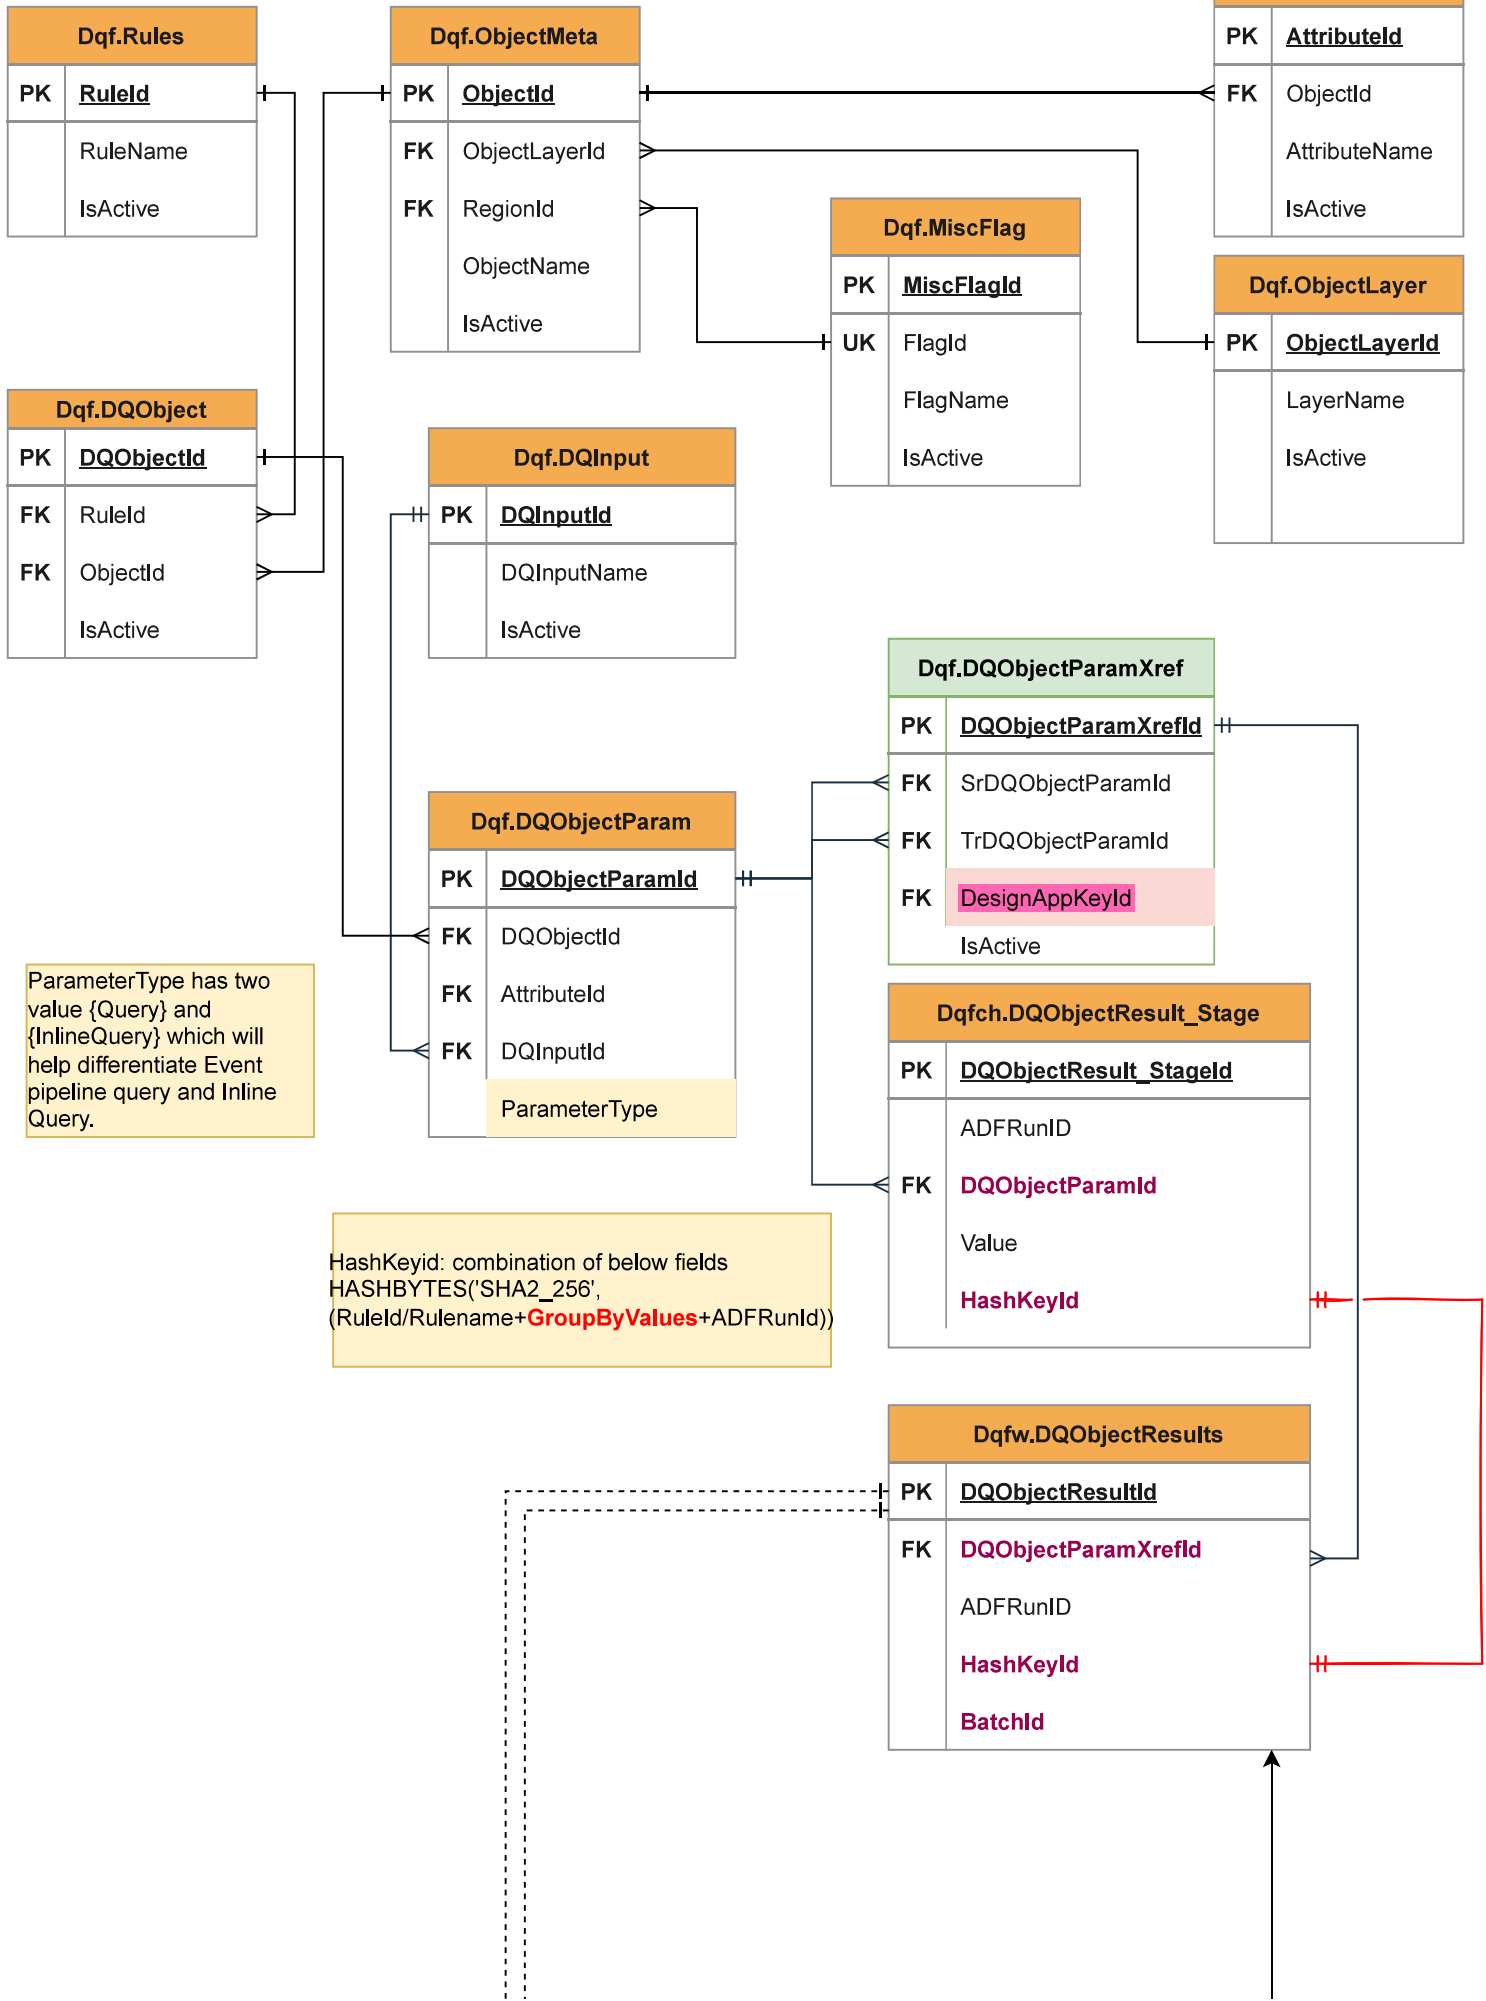 Dqf.Rules
PK RuleId
RuleName
IsActive
Dqf.ObjectMeta
PK ObjectId
FK ObjectLayerId
FK RegionId
ObjectName
IsActive
PK AttributeId
FK ObjectId
AttributeName
IsActive
Dqf.MiscFlag
PK MiscFlagId
UK FlagId
FlagName
IsActive
Dqf.ObjectLayer
PK ObjectLayerId
LayerName
IsActive
Dqf.DQObject
PK DQObjectId
FK RuleId
FK ObjectId
IsActive
Dqf.DQInput
PK DQInputId
DQInputName
IsActive
Dqf.DQObjectParamXref
PK DQObjectParamXrefId
FK SrDQObjectParamId
FK TrDQObjectParamId
FK DesignAppKeyId
IsActive
Dqf.DQObjectParam
PK DQObjectParamId
FK DQObjectId
FK AttributeId
FK DQInputId
ParameterType
ParameterType has two
value {Query} and
{InlineQuery} which will
help differentiate Event
pipeline query and Inline
Query.
Dqfch.DQObjectResult_Stage
PK DQObjectResult_StageId
ADFRunID
FK DQObjectParamId
Value
HashKeyId
HashKeyid: combination of below fields
HASHBYTES('SHA2_256',
(RuleId/Rulename+GroupByValues+ADFRunId))
Dqfw.DQObjectResults
PK DQObjectResultId
FK DQObjectParamXrefId
ADFRunID
HashKeyId
BatchId